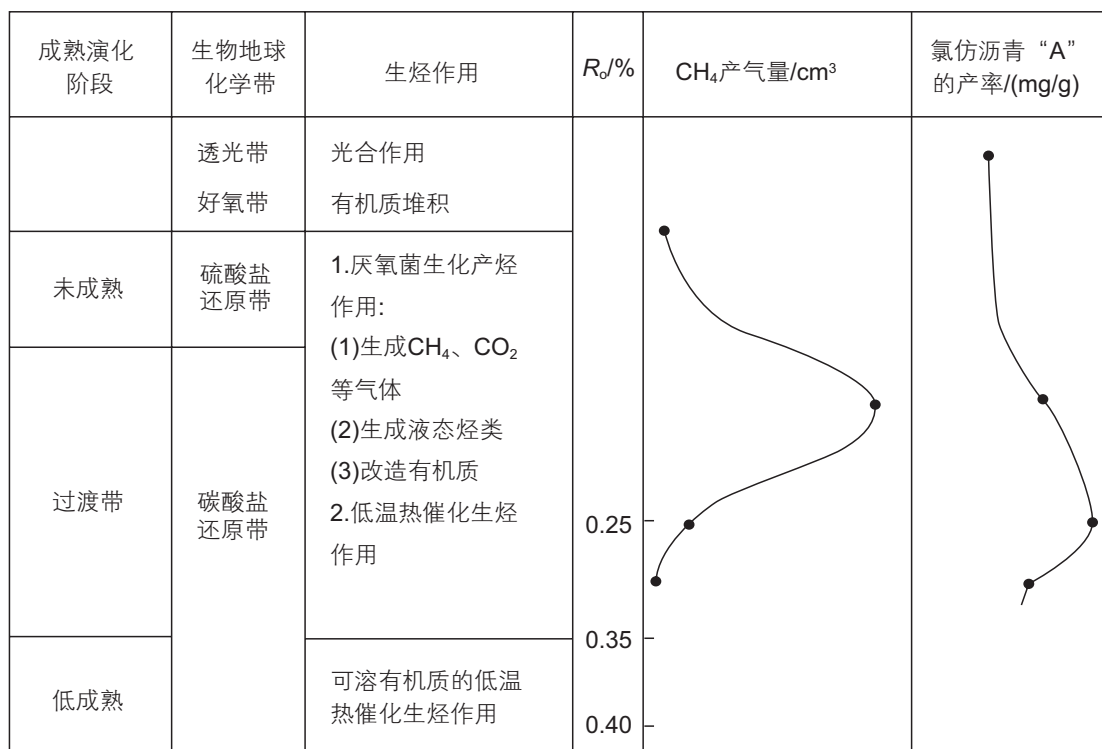 成熟演化
阶段
生物地球
化学带
生烃作用
Rₒ/%
CH₄产气量/cm³
氯仿沥青“A”
的产率/(mg/g)
透光带
光合作用
好氧带
有机质堆积
未成熟
硫酸盐
还原带
1.厌氧菌生化产烃
作用:
(1)生成CH₄、CO₂
等气体
(2)生成液态烃类
(3)改造有机质
2.低温热催化生烃
作用
过渡带
碳酸盐
还原带
0.25
0.35
低成熟
可溶有机质的低温
热催化生烃作用
0.40